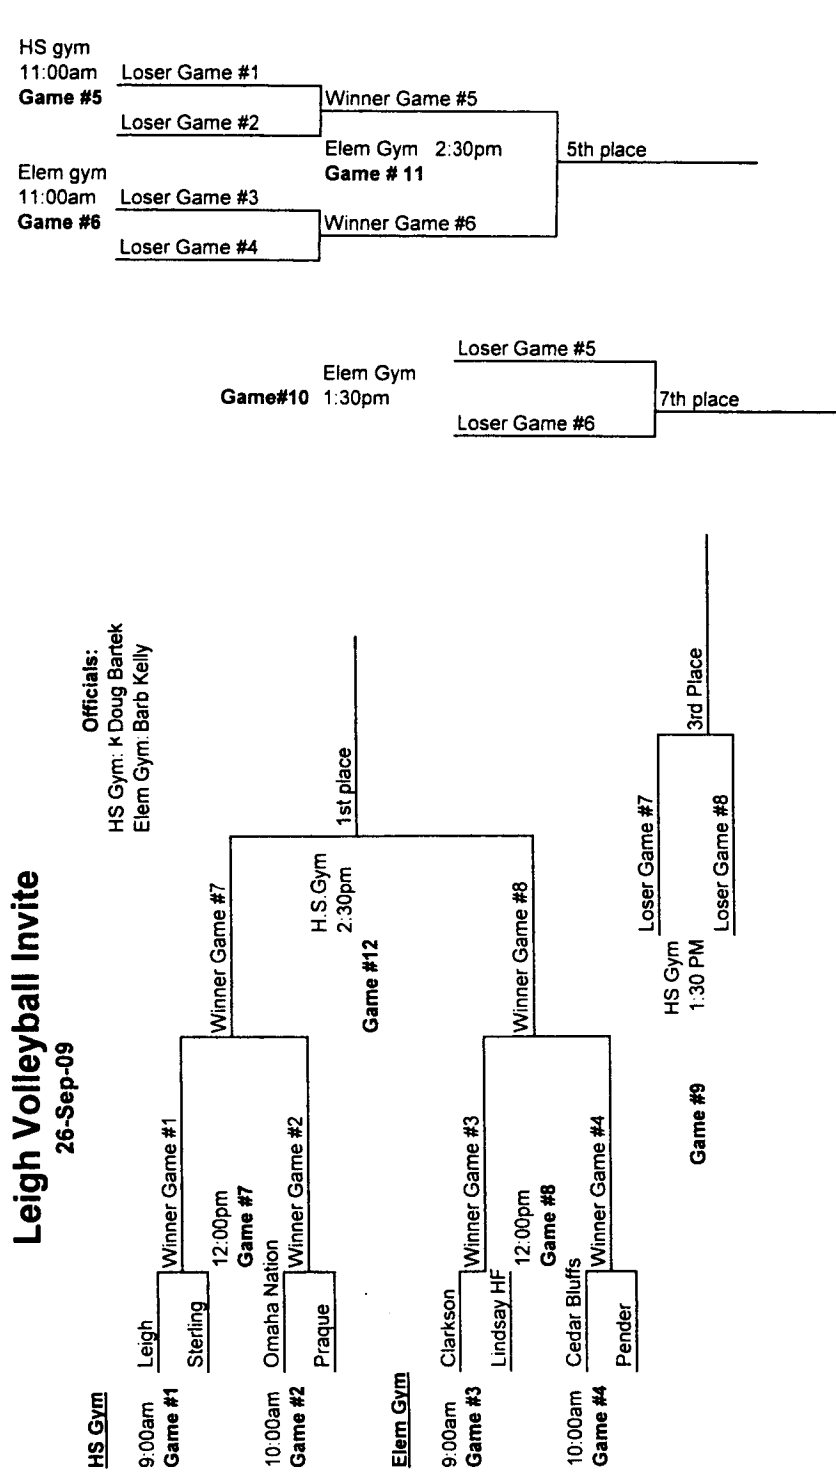 Leigh Volleyball Invite
26-Sep-09
Officials:
HS Gym: K Doug Bartek
Elem Gym: Barb Kelly
HS Gym
9:00am
Game #1
Leigh
Sterling
Winner Game #1
12:00pm
Game #7
10:00am
Game #2
Omaha Nation
Praque
Winner Game #2
Winner Game #7
H.S.Gym
2:30pm
Game #12
1st place
Elem Gym
9:00am
Game #3
Clarkson
Lindsay HF
Winner Game #3
12:00pm
Game #8
10:00am
Game #4
Cedar Bluffs
Pender
Winner Game #4
Winner Game #8
Loser Game #7
HS Gym
1:30 PM
Game #9
Loser Game #8
3rd Place
HS gym
11:00am
Game #5
Loser Game #1
Loser Game #2
Winner Game #5
Elem Gym 2:30pm
Game # 11
5th place
Elem gym
11:00am
Game #6
Loser Game #3
Loser Game #4
Winner Game #6
Loser Game #5
Elem Gym
Game#10 1:30pm
Loser Game #6
7th place